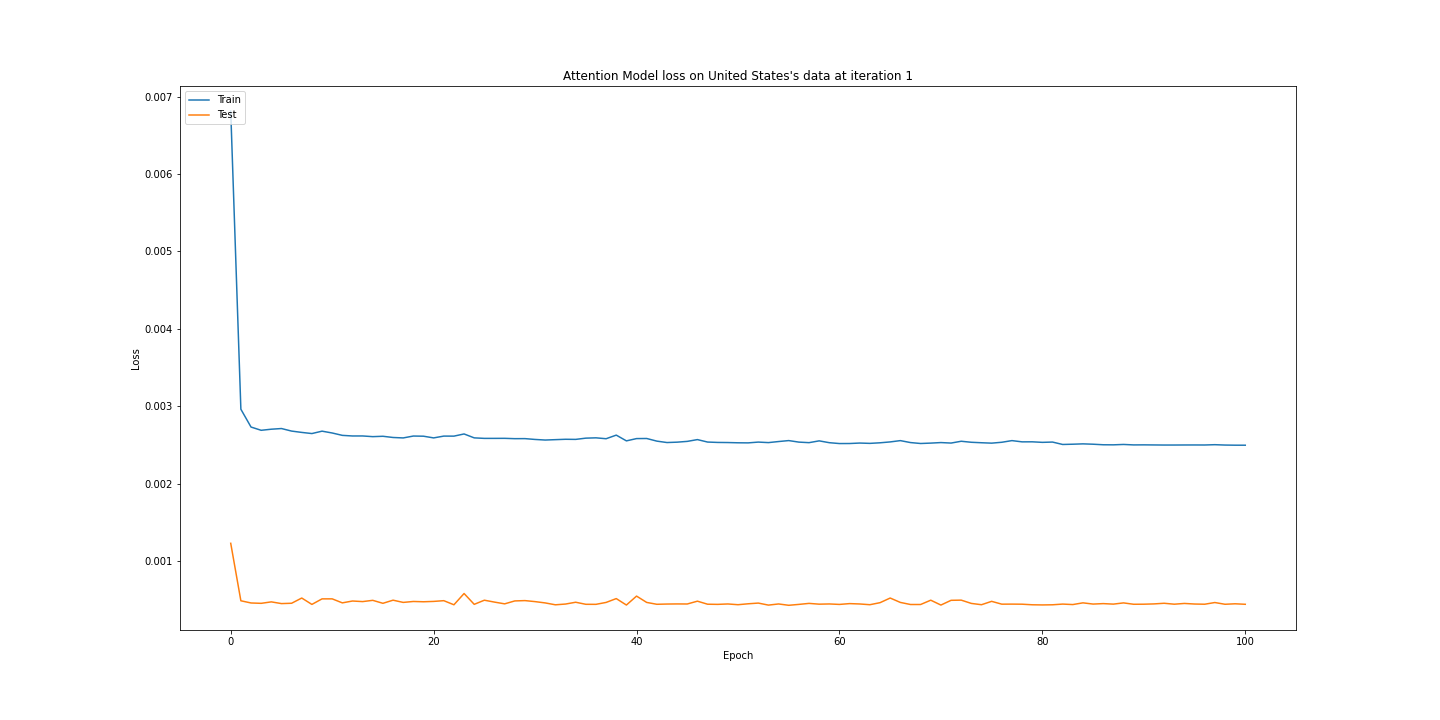 Attention Model loss on United States's data at iteration 1
0.007
0.006
0.005
0.004
0.003
0.002
0.001
Loss
Train
Test
0 20 40 60 80 100
Epoch